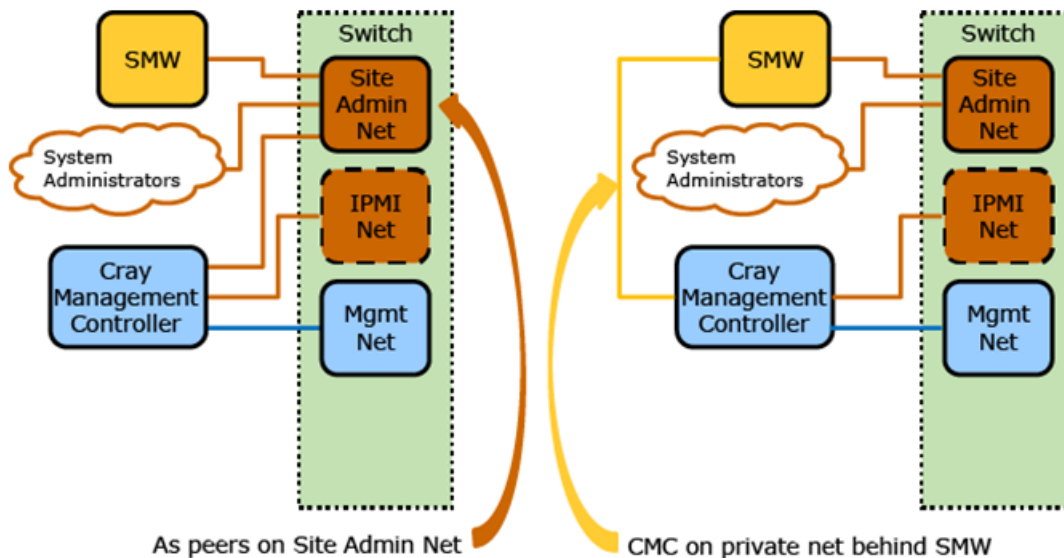 Switch
SMW
Site
Admin
Net
System
Administrators
IPMI
Net
Cray
Management
Controller
Mgmt
Net
As peers on Site Admin Net
Switch
SMW
Site
Admin
Net
System
Administrators
IPMI
Net
Cray
Management
Controller
Mgmt
Net
CMC on private net behind SMW